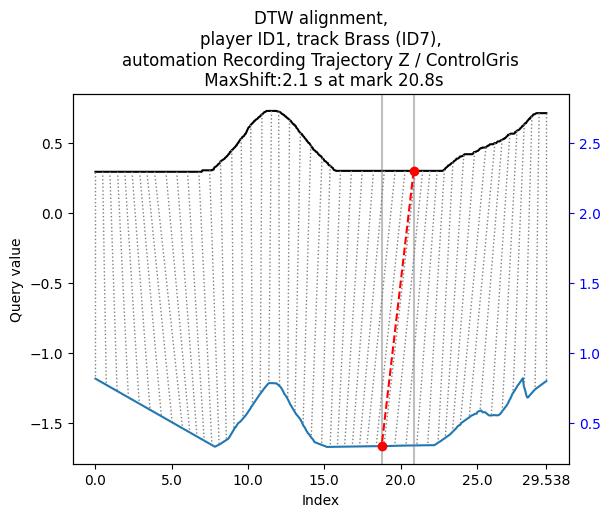 DTW alignment,
player ID1, track Brass (ID7),
automation Recording Trajectory Z / ControlGris
MaxShift:2.1 s at mark 20.8s
0.5
0.0
−0.5
−1.0
−1.5
Query value
2.5
2.0
1.5
1.0
0.5
0.0 5.0 10.0 15.0 20.0 25.0 29.538
Index